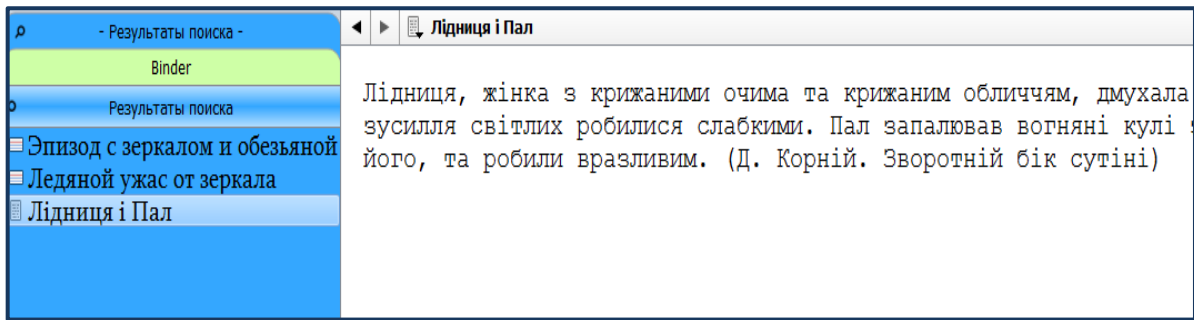 - Результаты поиска -
Binder
Результаты поиска
Эпизод с зеркалом и обезьяной
Ледяной ужас от зеркала
Лідниця і Пал
Лідниця і Пал
Лідниця, жінка з крижаними очима та крижаним обличчям, дмухала
зусилля світлих робилися слабкими. Пал запалював вогняні кулі
його, та робили вразливим. (Д. Корній. Зворотній бік сутіні)